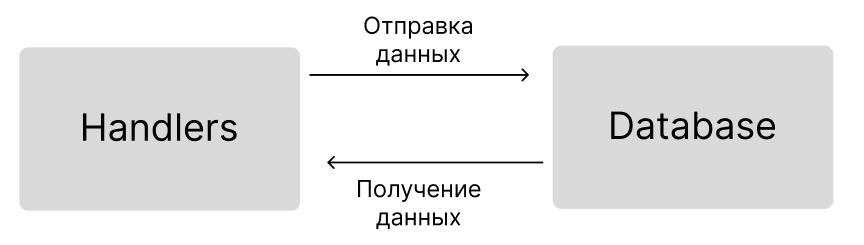 Отправка
данных
Handlers
Database
Получение
данных